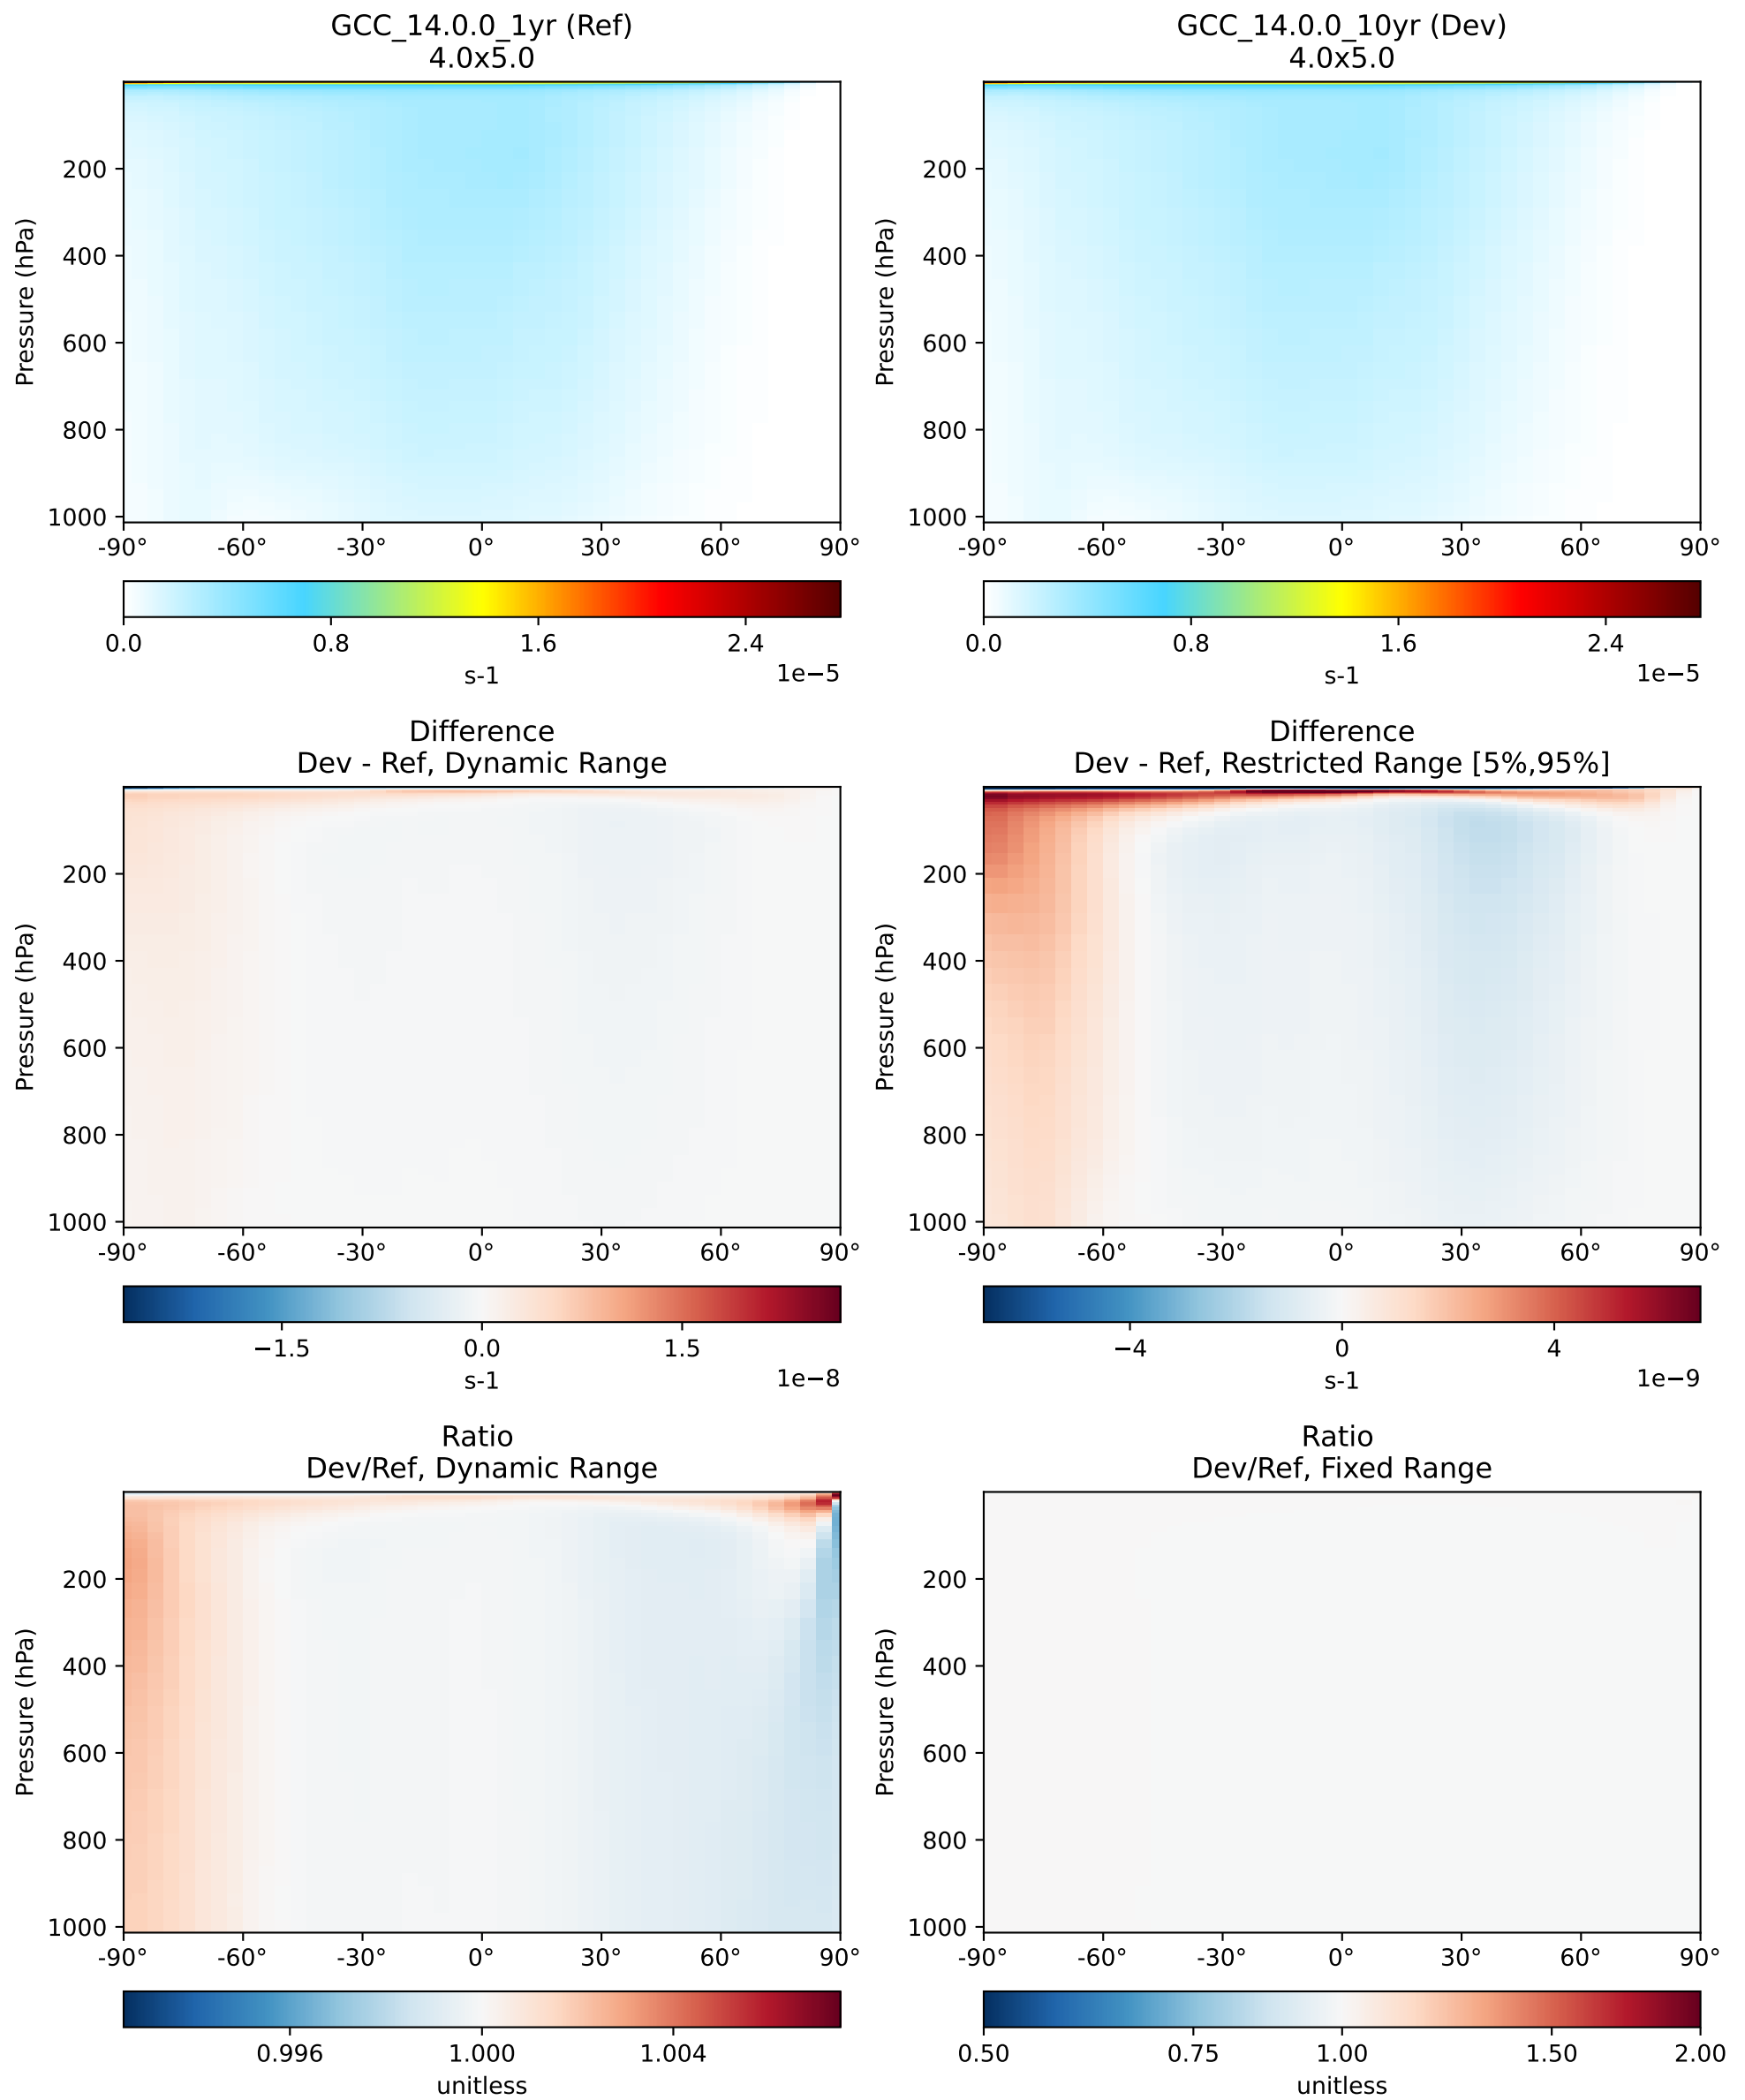 GCC_14.0.0_1yr (Ref)
4.0x5.0
Pressure (hPa)
200
400
600
800
1000
-90° -60° -30° 0° 30° 60° 90°
0.0 0.8 1.6 2.4
s-1
1e−5
GCC_14.0.0_10yr (Dev)
4.0x5.0
Pressure (hPa)
200
400
600
800
1000
-90° -60° -30° 0° 30° 60° 90°
0.0 0.8 1.6 2.4
s-1
1e−5
Difference
Dev - Ref, Dynamic Range
Pressure (hPa)
200
400
600
800
1000
-90° -60° -30° 0° 30° 60° 90°
−1.5 0.0 1.5
s-1
1e−8
Difference
Dev - Ref, Restricted Range [5%,95%]
Pressure (hPa)
200
400
600
800
1000
-90° -60° -30° 0° 30° 60° 90°
−4 0 4
s-1
1e−9
Ratio
Dev/Ref, Dynamic Range
Pressure (hPa)
200
400
600
800
1000
-90° -60° -30° 0° 30° 60° 90°
0.996 1.000 1.004
unitless
Ratio
Dev/Ref, Fixed Range
Pressure (hPa)
200
400
600
800
1000
-90° -60° -30° 0° 30° 60° 90°
0.50 0.75 1.00 1.50 2.00
unitless